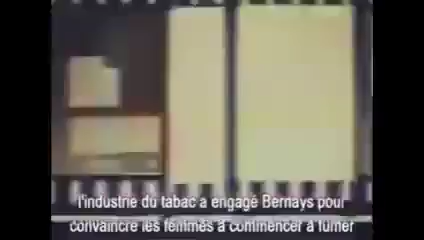 l'industrie du tabac a engagé Bernays pour
convaincre les femmes à commencer à fumer